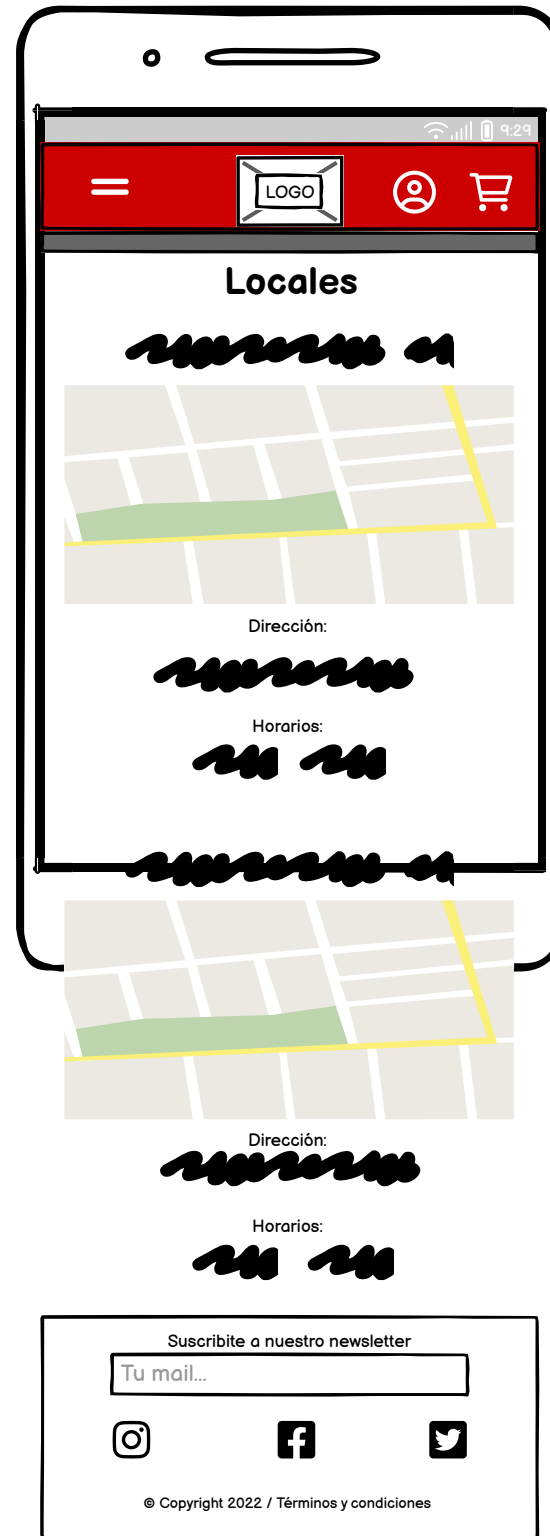 9:29
LOGO
Locales
Dirección:
Horarios:
Dirección:
Horarios:
Suscribite a nuestro newsletter
Tu mail...
© Copyright 2022 / Términos y condiciones